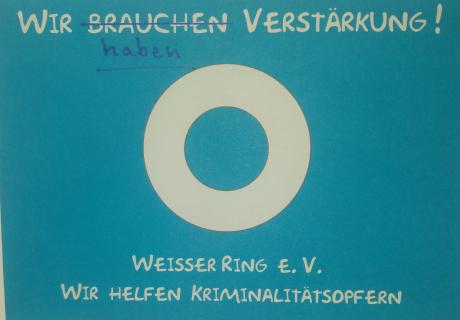 WIR BRAUCHEN VERSTÄRKUNG!
haben
WEISSER RING E. V.
WIR HELFEN KRIMINALITÄTSOPFERN